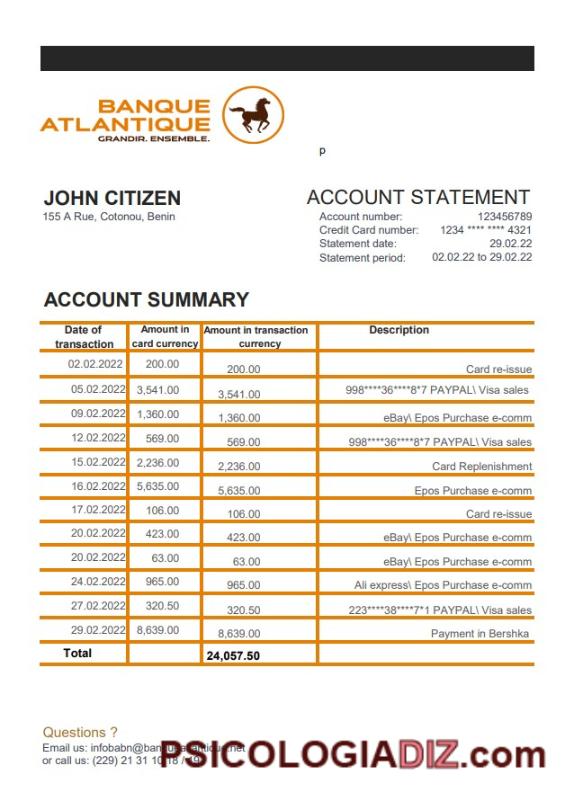 BANQUE
ATLANTIQUE
GRANDIR. ENSEMBLE.
p
JOHN CITIZEN
155 A Rue, Cotonou, Benin
ACCOUNT STATEMENT
Account number: 123456789
Credit Card number: 1234 **** **** 4321
Statement date: 29.02.22
Statement period: 02.02.22 to 29.02.22
ACCOUNT SUMMARY
Date of transaction Amount in card currency Amount in transaction currency Description
02.02.2022 200.00 200.00 Card re-issue
05.02.2022 3,541.00 3,541.00 998****36****8*7 PAYPAL\ Visa sales
09.02.2022 1,360.00 1,360.00 eBay\ Epos Purchase e-comm
12.02.2022 569.00 569.00 998****36****8*7 PAYPAL\ Visa sales
15.02.2022 2,236.00 2,236.00 Card Replenishment
16.02.2022 5,635.00 5,635.00 Epos Purchase e-comm
17.02.2022 106.00 106.00 Card re-issue
20.02.2022 423.00 423.00 eBay\ Epos Purchase e-comm
20.02.2022 63.00 63.00 eBay\ Epos Purchase e-comm
24.02.2022 965.00 965.00 Ali express\ Epos Purchase e-comm
27.02.2022 320.50 320.50 223****38****7*1 PAYPAL\ Visa sales
29.02.2022 8,639.00 8,639.00 Payment in Bershka
Total 24,057.50
Questions ?
Email us:
or call us: (229) 21 31 10 18 /
PSICOLOGIADIZ.com